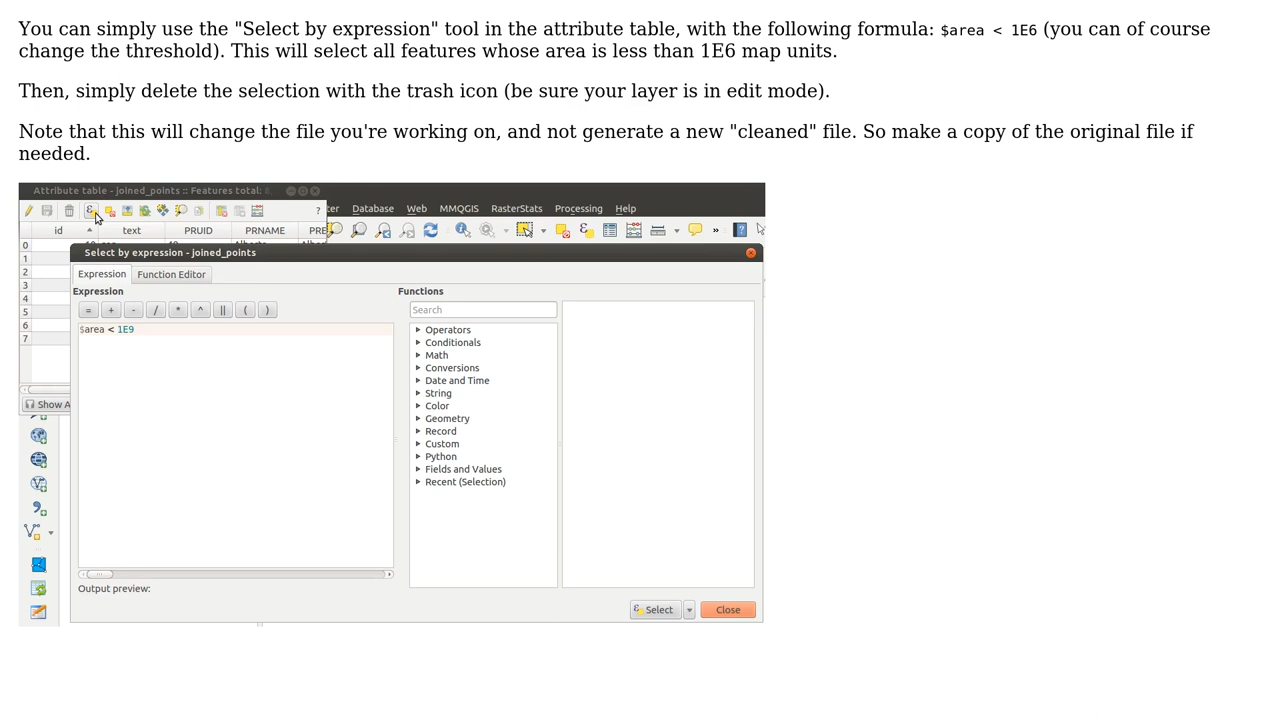 You can simply use the "Select by expression" tool in the attribute table, with the following formula: $area < 1E6 (you can of course
change the threshold). This will select all features whose area is less than 1E6 map units.
Then, simply delete the selection with the trash icon (be sure your layer is in edit mode).
Note that this will change the file you're working on, and not generate a new "cleaned" file. So make a copy of the original file if
needed.
Attribute table - joined_points :: Features total:
Database Web MMQGIS RasterStats Processing Help
?
id text PRUID PRNAME PRE
0
Select by expression - joined_points
1
Expression Function Editor
2
3
Expression Functions
4
= + - / * ^ || ( ) Search
5
6
7
$area < 1E9
Operators
Conditionals
Math
Conversions
Date and Time
String
Color
Geometry
Record
Custom
Python
Fields and Values
Recent (Selection)
Show A
Output preview:
Select Close